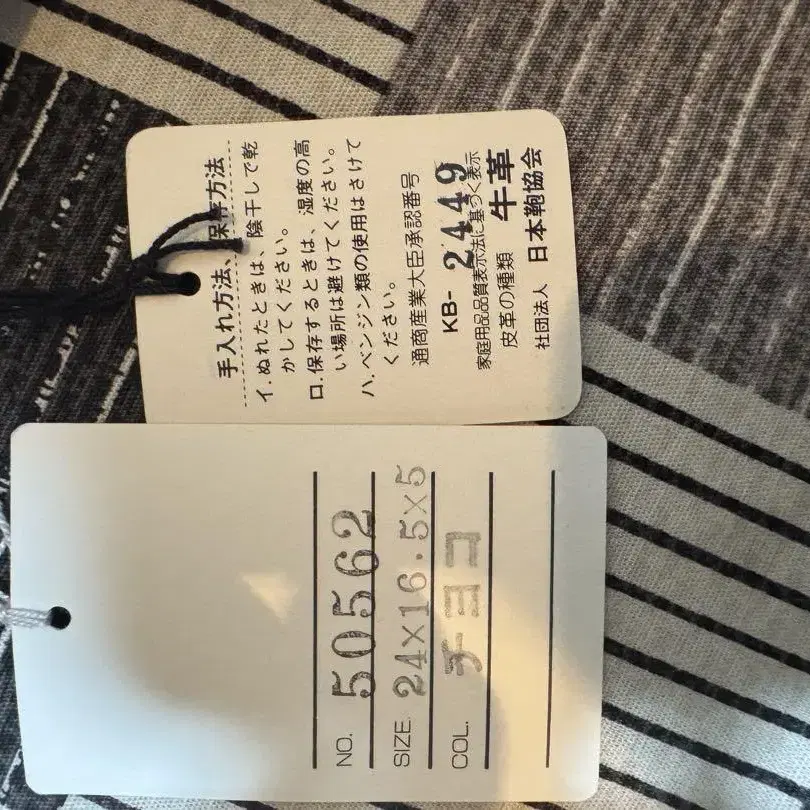 手入れ方法、保存方法
イ. ぬれたときは、陰干しで乾
かしてください。
ロ. 保存するときは、湿度の高
い場所は避けてください。
ハ. ベンジン類の使用はさけて
ください。
通商産業大臣承認番号
KB- 2449
家庭用品品質表示法に基づく表示
皮革の種類 牛革
社団法人 日本鞄協会
NO. 50562
SIZE. 24×16.5×5
COL. チヨコ